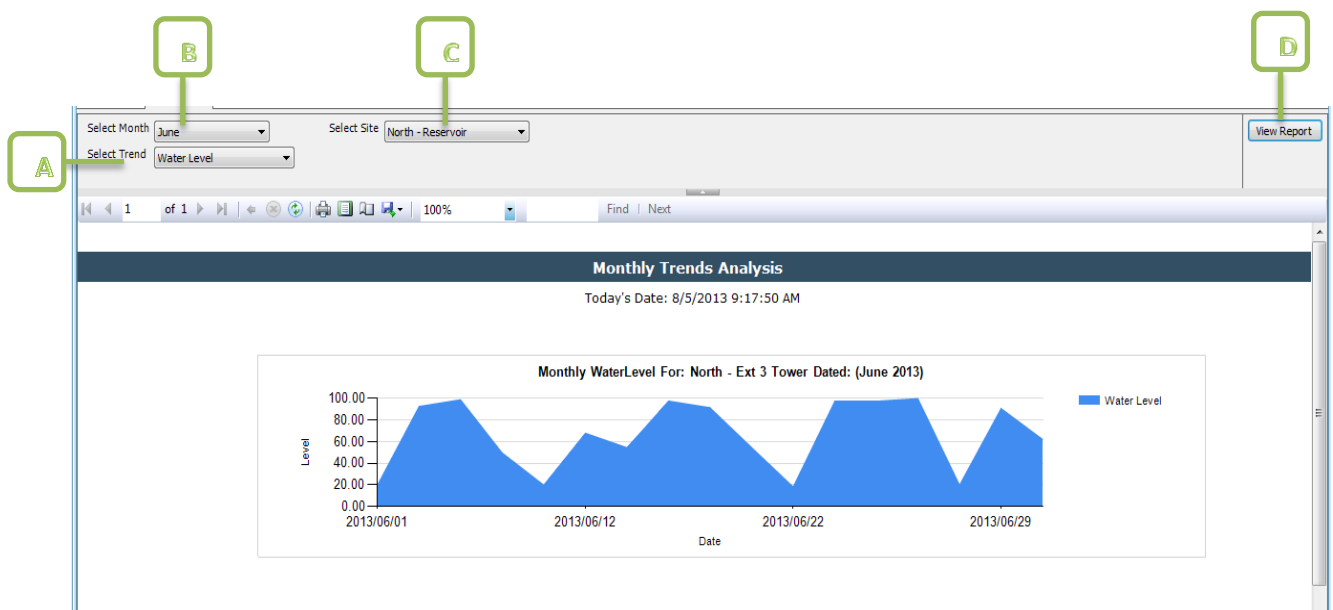 B
C
D
A
Select Month June Select Site North - Reservoir View Report
Select Trend Water Level
1 of 1 100% Find | Next
Monthly Trends Analysis
Today's Date: 8/5/2013 9:17:50 AM
Monthly WaterLevel For: North - Ext 3 Tower Dated: (June 2013)
Water Level
Level
100.00
80.00
60.00
40.00
20.00
0.00
2013/06/01 2013/06/12 2013/06/22 2013/06/29
Date